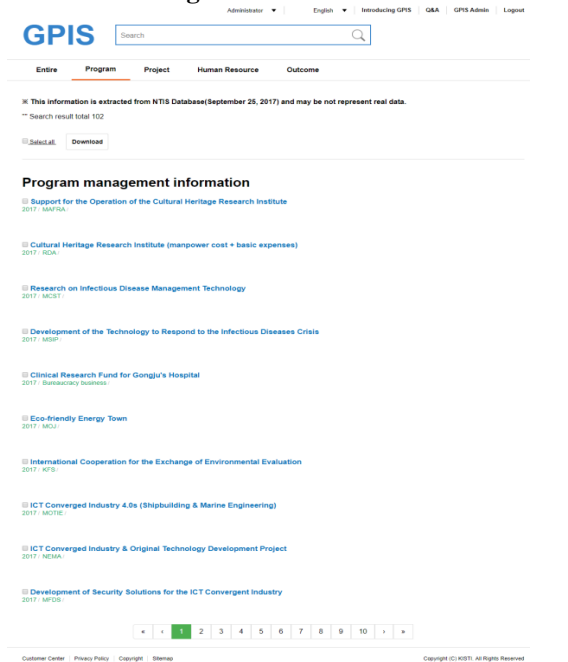 Administrator ▼ English ▼ Introducing GPIS Q&A GPIS Admin Logout
GPIS
Search
Entire Program Project Human Resource Outcome
※ This information is extracted from NTIS Database(September 25, 2017) and may be not represent real data.
"" Search result total 102
Select all Download
Program management information
Support for the Operation of the Cultural Heritage Research Institute
2017 / MAFRA /
Cultural Heritage Research Institute (manpower cost + basic expenses)
2017 / RDA /
Research on Infectious Disease Management Technology
2017 / MCST /
Development of the Technology to Respond to the Infectious Diseases Crisis
2017 / MSIP /
Clinical Research Fund for Gongju's Hospital
2017 / Bureaucracy business /
Eco-friendly Energy Town
2017 / MOJ /
International Cooperation for the Exchange of Environmental Evaluation
2017 / KFS /
ICT Converged Industry 4.0s (Shipbuilding & Marine Engineering)
2017 / MOTIE /
ICT Converged Industry & Original Technology Development Project
2017 / NEMA /
Development of Security Solutions for the ICT Convergent Industry
2017 / MFDS /
« ‹ 1 2 3 4 5 6 7 8 9 10 › »
Customer Center Privacy Policy Copyright Sitemap Copyright (C) KISTI. All Rights Reserved